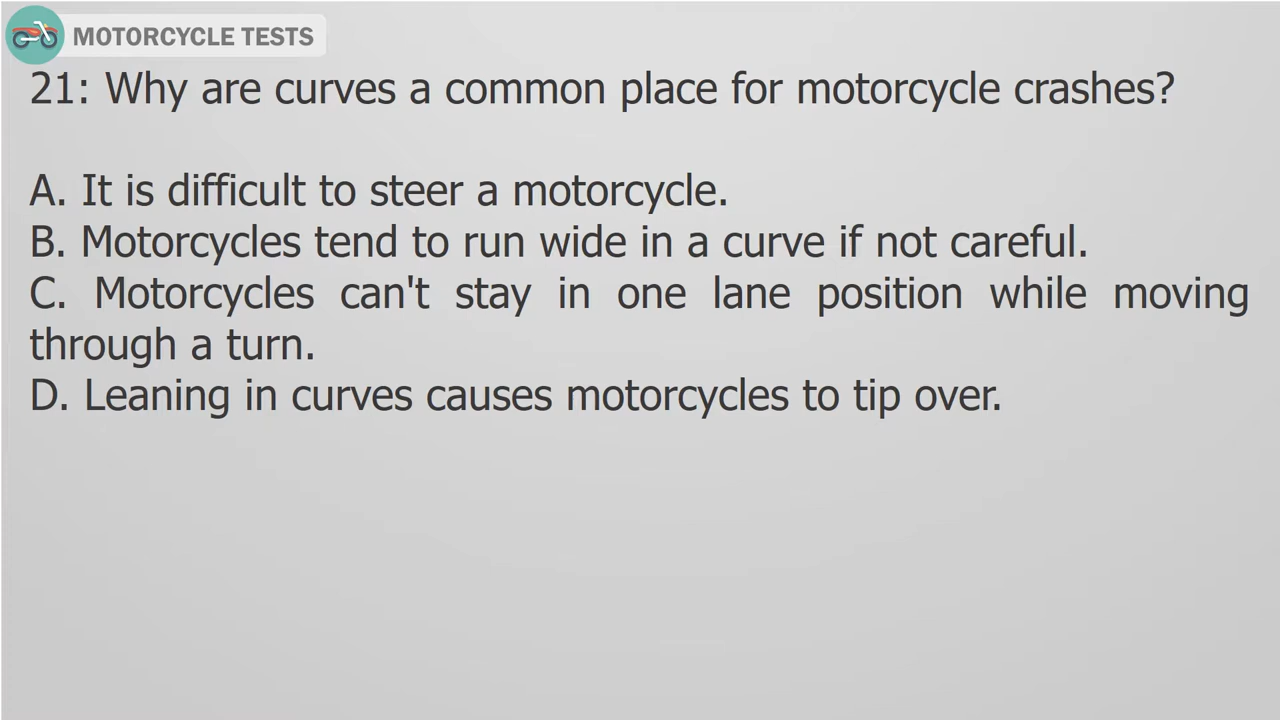 MOTORCYCLE TESTS
21: Why are curves a common place for motorcycle crashes?
A. It is difficult to steer a motorcycle.
B. Motorcycles tend to run wide in a curve if not careful.
C. Motorcycles can't stay in one lane position while moving
through a turn.
D. Leaning in curves causes motorcycles to tip over.